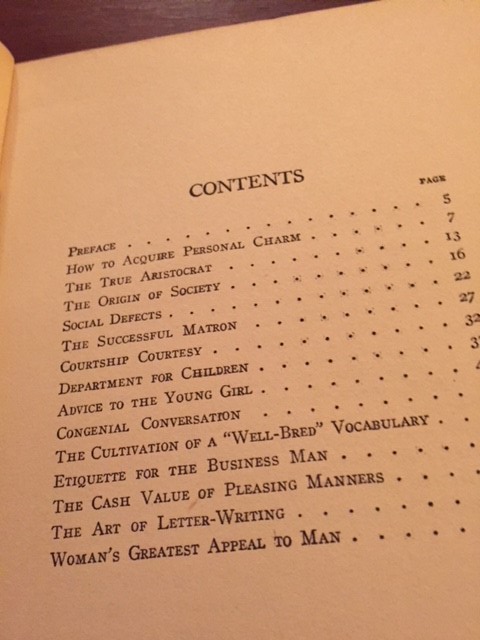 CONTENTS
PAGE
PREFACE . . . . . . . . . . . . 5
HOW TO ACQUIRE PERSONAL CHARM . . . . . 7
THE TRUE ARISTOCRAT . . . . . . . . 13
THE ORIGIN OF SOCIETY . . . . . . . . 16
SOCIAL DEFECTS . . . . . . . . . . 22
THE SUCCESSFUL MATRON . . . . . . . . 27
COURTSHIP COURTESY . . . . . . . . . 32
DEPARTMENT FOR CHILDREN . . . . . . .
ADVICE TO THE YOUNG GIRL . . . . . . .
CONGENIAL CONVERSATION . . . . . . .
THE CULTIVATION OF A "WELL-BRED" VOCABULARY . .
ETIQUETTE FOR THE BUSINESS MAN . . . . .
THE CASH VALUE OF PLEASING MANNERS . . . .
THE ART OF LETTER-WRITING . . . . . .
WOMAN'S GREATEST APPEAL TO MAN . . . . .